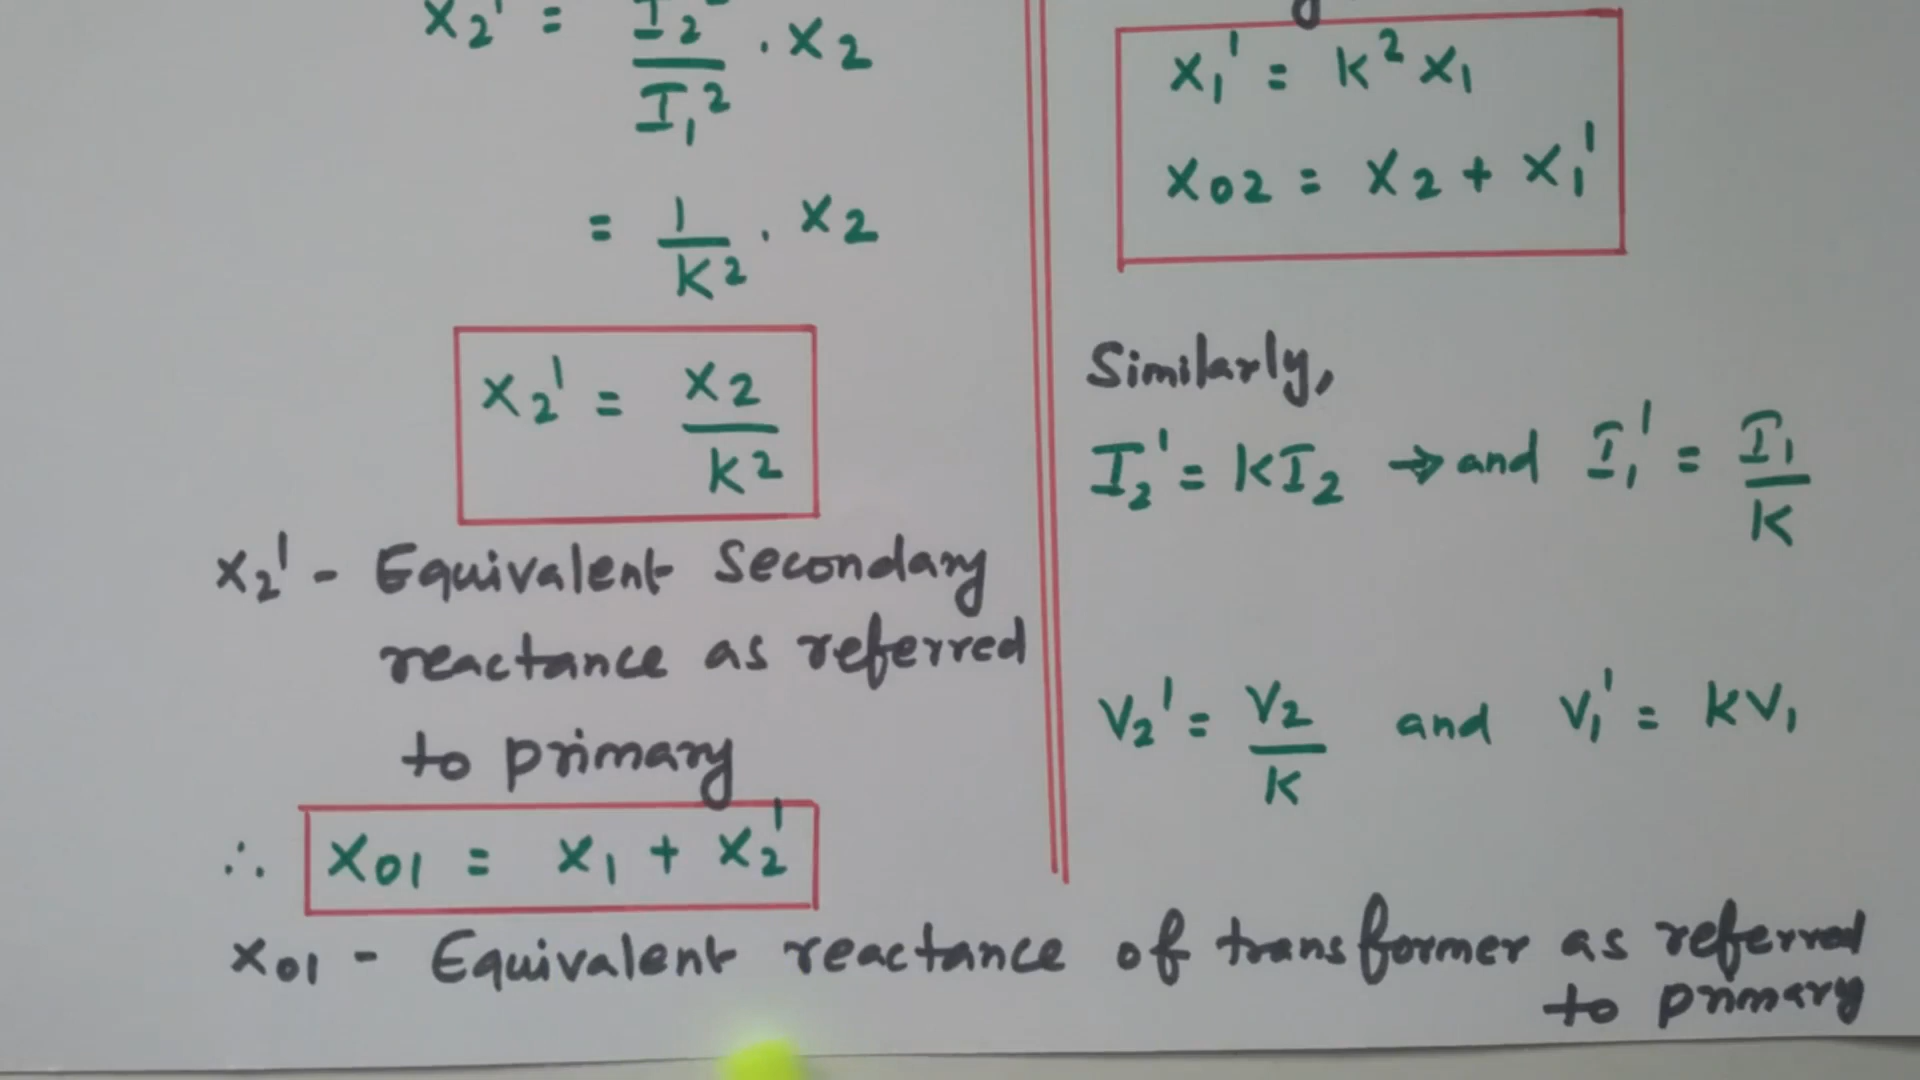 X₂' = I₂²/I₁² . X₂
= 1/K² . X₂
X₂' = X₂/K²
X₂' - Equivalent Secondary
reactance as referred
to primary
∴ X₀₁ = X₁ + X₂'
X₀₁ - Equivalent reactance of transformer as referred
to primary
X₁' = K² X₁
X₀₂ = X₂ + X₁'
Similarly,
I₂' = KI₂ → and I₁' = I₁/K
V₂' = V₂/K and V₁' = KV₁